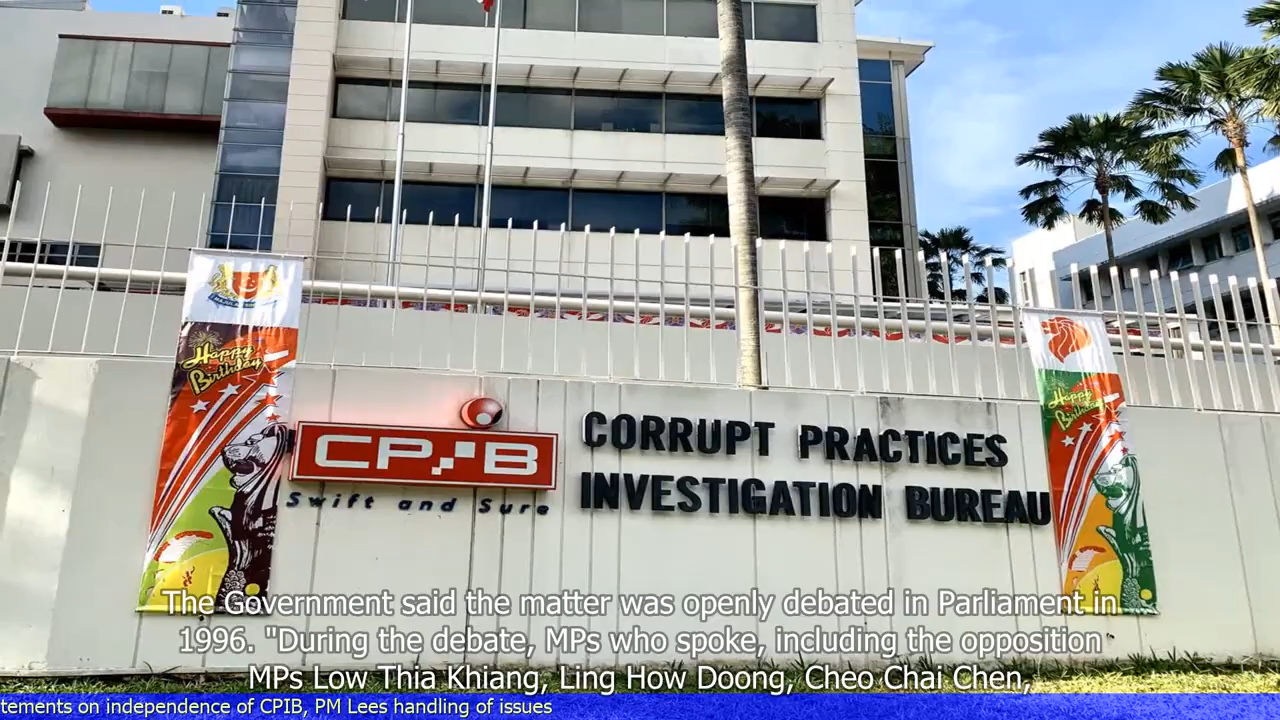 Happy
Birthday
Happy
Birthday
CPIB
Swift and Sure
CORRUPT PRACTICES
INVESTIGATION BUREAU
The Government said the matter was openly debated in Parliament in
1996. "During the debate, MPs who spoke, including the opposition
MPs Low Thia Khiang, Ling How Doong, Cheo Chai Chen,
tements on independence of CPIB, PM Lees handling of issues